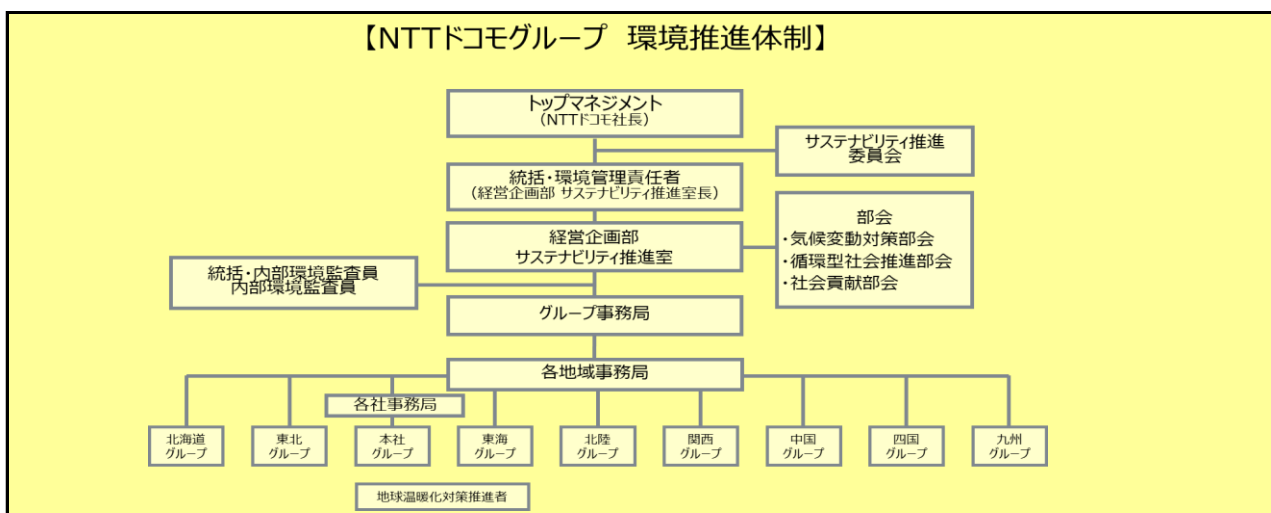 【NTTドコモグループ 環境推進体制】
トップマネジメント
（NTTドコモ社長）
サステナビリティ推進
委員会
統括・環境管理責任者
（経営企画部 サステナビリティ推進室長）
経営企画部
サステナビリティ推進室
部会
・気候変動対策部会
・循環型社会推進部会
・社会貢献部会
統括・内部環境監査員
内部環境監査員
グループ事務局
各地域事務局
各社事務局
北海道
グループ
東北
グループ
本社
グループ
東海
グループ
北陸
グループ
関西
グループ
中国
グループ
四国
グループ
九州
グループ
地球温暖化対策推進者